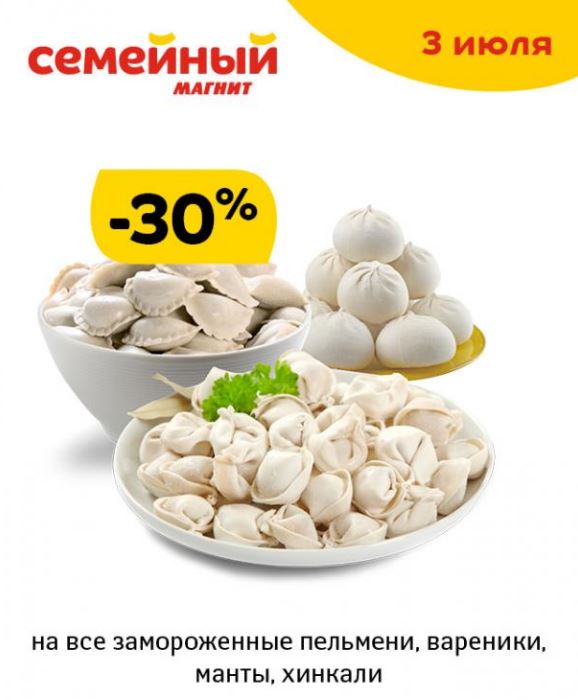 семейный
МАГНИТ
3 июля
-30%
на все замороженные пельмени, вареники,
манты, хинкали